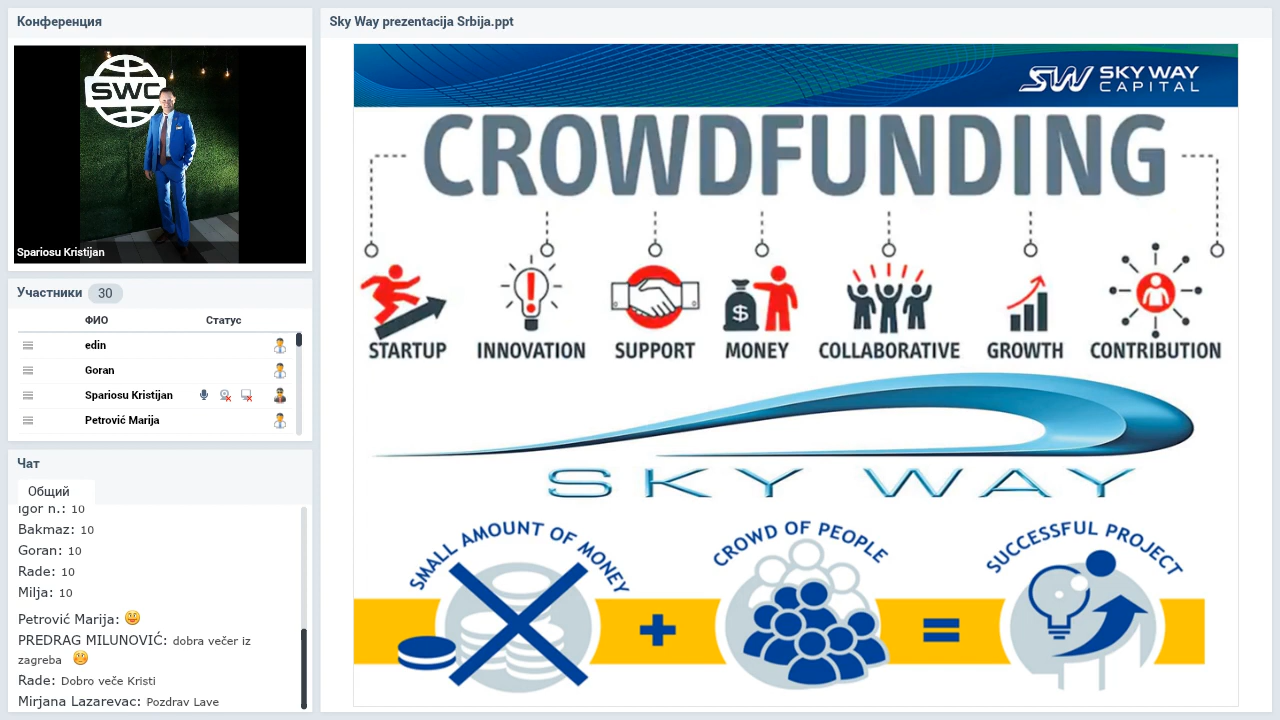 Конференция
SWC
Spariosu Kristijan
Участники 30
ФИО Статус
edin
Goran
Spariosu Kristijan
Petrović Marija
Чат
Общий
igor n.: 10
Bakmaz: 10
Goran: 10
Rade: 10
Milja: 10
Petrović Marija:
PREDRAG MILUNOVIĆ: dobra večer iz
zagreba
Rade: Dobro veče Kristi
Mirjana Lazarevac: Pozdrav Lave
Sky Way prezentacija Srbija.ppt
SW SKY WAY
CAPITAL
CROWDFUNDING
$
STARTUP INNOVATION SUPPORT MONEY COLLABORATIVE GROWTH CONTRIBUTION
SKY WAY
SMALL AMOUNT OF MONEY CROWD OF PEOPLE SUCCESSFUL PROJECT
+ =